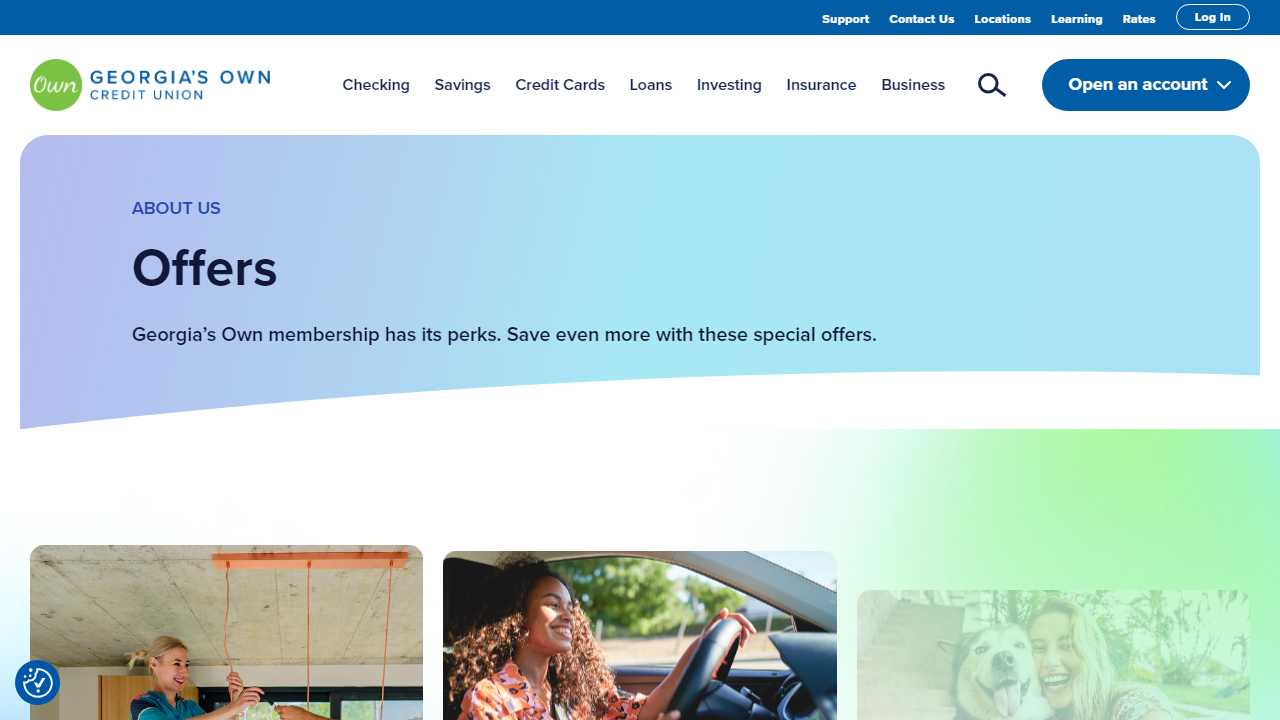 Support
Contact Us
Locations
Learning
Rates
Log In
Own
GEORGIA'S OWN
CREDIT UNION
Checking
Savings
Credit Cards
Loans
Investing
Insurance
Business
Open an account
ABOUT US
Offers
Georgia’s Own membership has its perks. Save even more with these special offers.